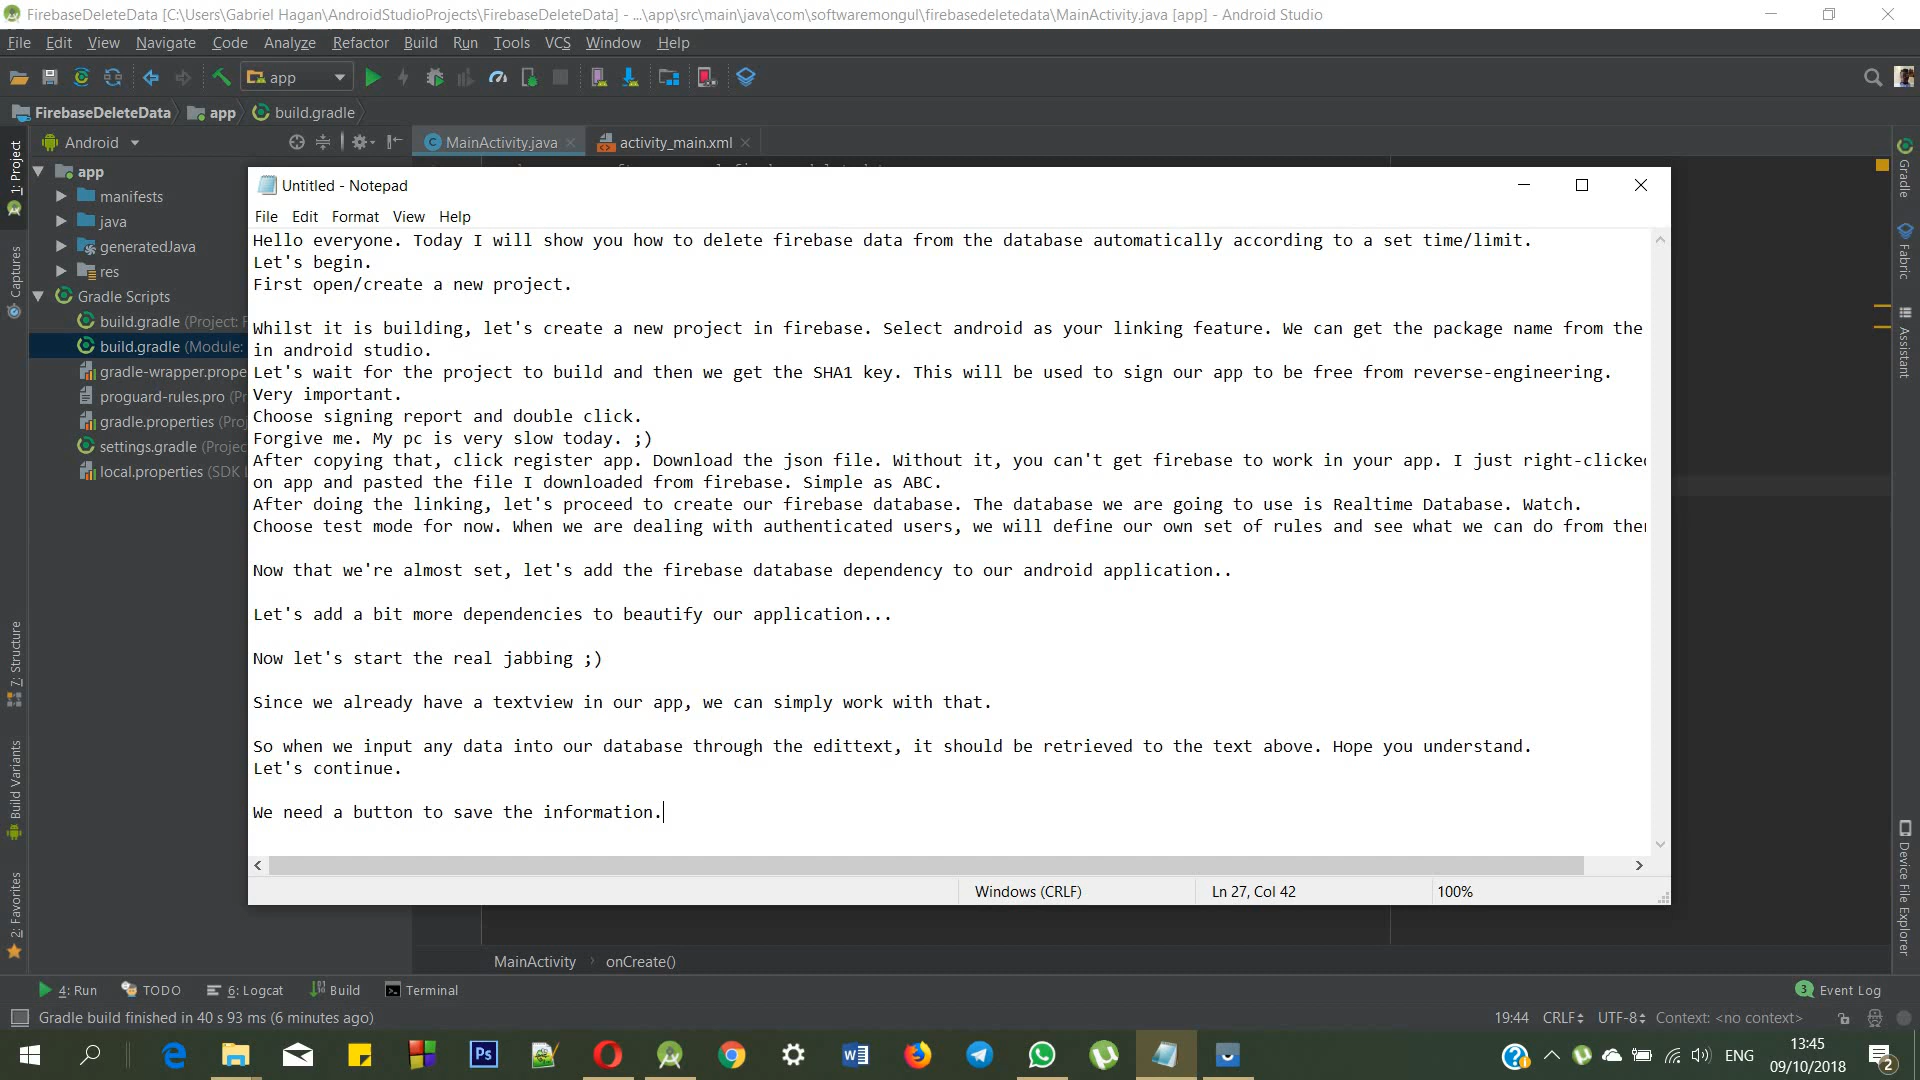 FirebaseDeleteData [C:\Users\Gabriel Hagan\AndroidStudioProjects\FirebaseDeleteData] - ...\app\src\main\java\com\softwaremongul\firebasedeletedata\MainActivity.java [app] - Android Studio
File Edit View Navigate Code Analyze Refactor Build Run Tools VCS Window Help
app
FirebaseDeleteData app build.gradle
Android
MainActivity.java
activity_main.xml
1: Project
Captures
7: Structure
Build Variants
2: Favorites
app
manifests
java
generatedJava
res
Gradle Scripts
build.gradle (Project: F
build.gradle (Module:
gradle-wrapper.prope
proguard-rules.pro (Pr
gradle.properties (Proj
settings.gradle (Projec
local.properties (SDK L
Untitled - Notepad
File Edit Format View Help
Hello everyone. Today I will show you how to delete firebase data from the database automatically according to a set time/limit.
Let's begin.
First open/create a new project.
Whilst it is building, let's create a new project in firebase. Select android as your linking feature. We can get the package name from the
in android studio.
Let's wait for the project to build and then we get the SHA1 key. This will be used to sign our app to be free from reverse-engineering.
Very important.
Choose signing report and double click.
Forgive me. My pc is very slow today. ;)
After copying that, click register app. Download the json file. Without it, you can't get firebase to work in your app. I just right-clicked
on app and pasted the file I downloaded from firebase. Simple as ABC.
After doing the linking, let's proceed to create our firebase database. The database we are going to use is Realtime Database. Watch.
Choose test mode for now. When we are dealing with authenticated users, we will define our own set of rules and see what we can do from
Now that we're almost set, let's add the firebase database dependency to our android application..
Let's add a bit more dependencies to beautify our application...
Now let's start the real jabbing ;)
Since we already have a textview in our app, we can simply work with that.
So when we input any data into our database through the edittext, it should be retrieved to the text above. Hope you understand.
Let's continue.
We need a button to save the information.
Windows (CRLF) Ln 27, Col 42 100%
Gradle
Fabric
Assistant
Device File Explorer
MainActivity onCreate()
4: Run TODO 6: Logcat Build Terminal
3 Event Log
Gradle build finished in 40 s 93 ms (6 minutes ago)
19:44 CRLF UTF-8 Context: <no context>
Ps
ENG
13:45
09/10/2018
2